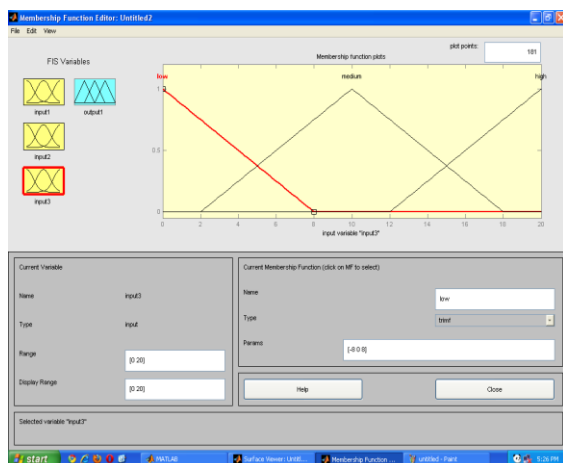 Membership Function Editor: Untitled2
File Edit View
FIS Variables
plot points:
181
Membership function plots
low medium high
1
0.5
0
0 2 4 6 8 10 12 14 16 18 20
input variable "input3"
input1 output1
input2
input3
Current Variable
Name input3
Type input
Range [0 20]
Display Range [0 20]
Current Membership Function (click on MF to select)
Name low
Type trimf
Params [-8 0 8]
Help Close
Selected variable "input3"
start MATLAB Surface Viewer: Untitl... Membership Function ... untitled - Paint 5:26 PM